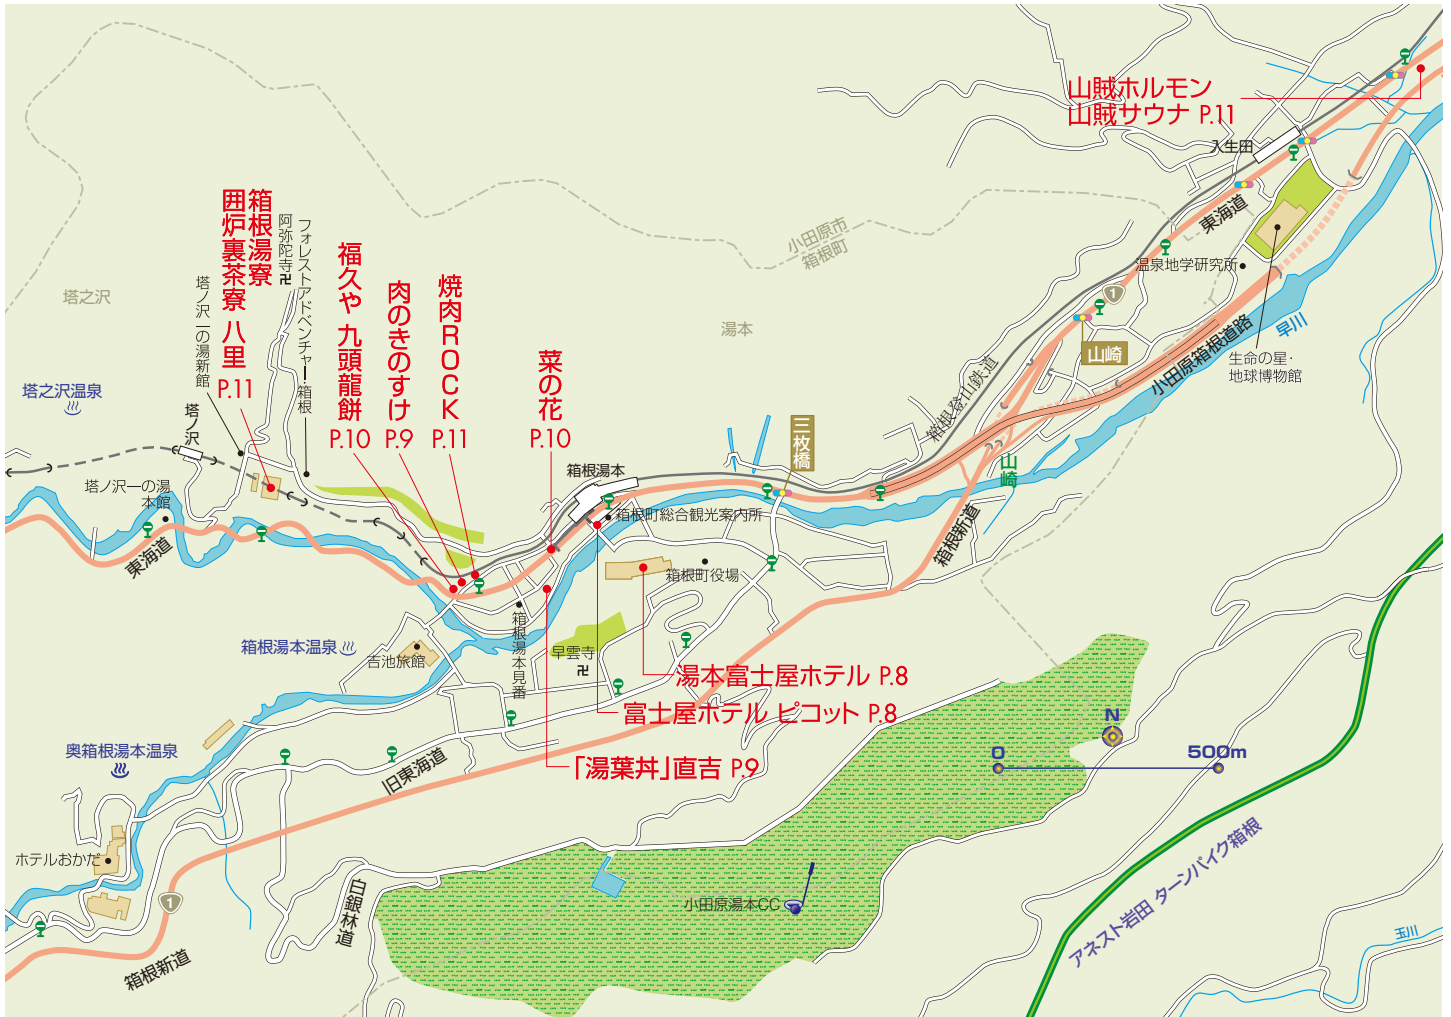 山賊ホルモン
山賊サウナ P.11
入生田
東海道
小田原市
箱根町
温泉地学研究所
1
山崎
小田原箱根道路
早川
生命の星・
地球博物館
箱根登山鉄道
湯本
塔之沢
塔之沢温泉
箱根湯寮
囲炉裏茶寮 八里
P.11
阿弥陀寺
フォレストアドベンチャー・箱根
塔ノ沢 一の湯新館
塔ノ沢
福久や 九頭龍餅
P.10
肉のきのすけ
P.9
焼肉ROCK
P.11
菜の花
P.10
箱根湯本
三枚橋
山崎
箱根新道
塔ノ沢一の湯
本館
東海道
箱根町総合観光案内所
箱根町役場
箱根湯本温泉
吉池旅館
箱根湯本見番
早雲寺
湯本富士屋ホテル P.8
富士屋ホテル ピコット P.8
「湯葉丼」直吉 P.9
奥箱根湯本温泉
旧東海道
N
0
500m
ホテルおかだ
1
箱根新道
白銀林道
小田原湯本CC
アネスト岩田 ターンパイク箱根
玉川